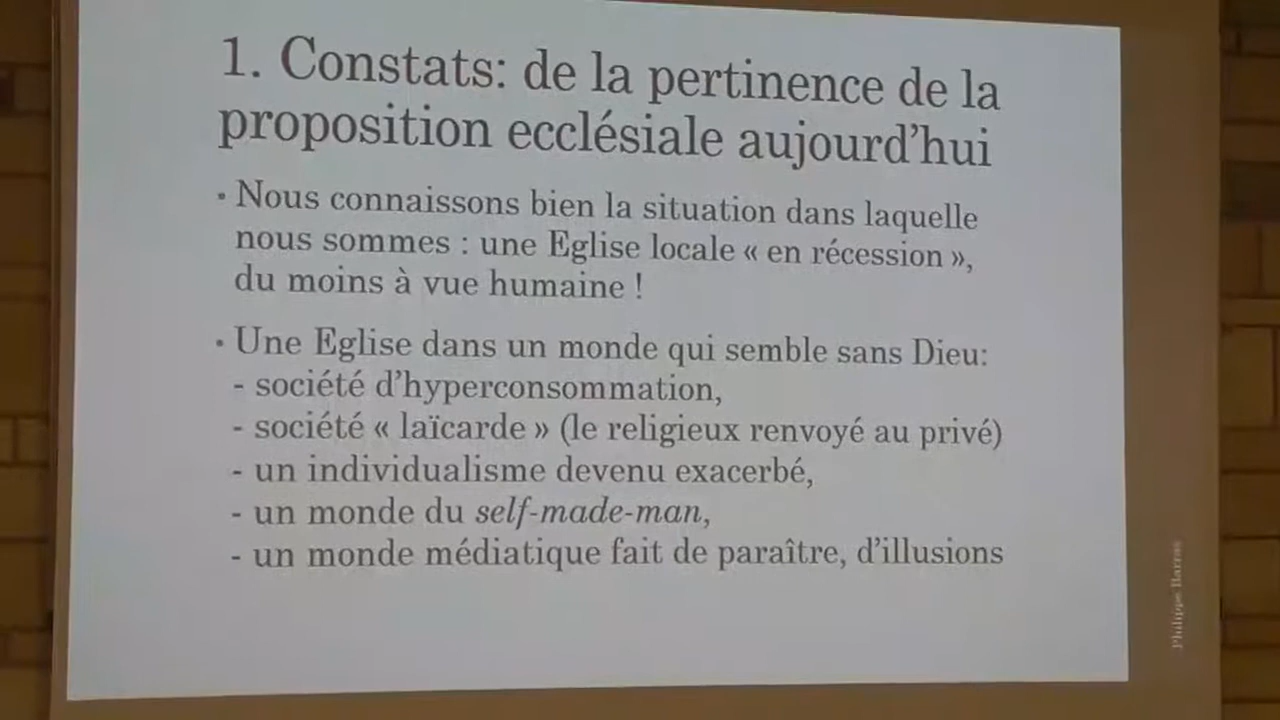 1. Constats: de la pertinence de la
proposition ecclésiale aujourd'hui
• Nous connaissons bien la situation dans laquelle
nous sommes : une Eglise locale « en récession »,
du moins à vue humaine !
• Une Eglise dans un monde qui semble sans Dieu:
- société d'hyperconsommation,
- société « laïcarde » (le religieux renvoyé au privé)
- un individualisme devenu exacerbé,
- un monde du self-made-man,
- un monde médiatique fait de paraître, d'illusions
Philippe Barras